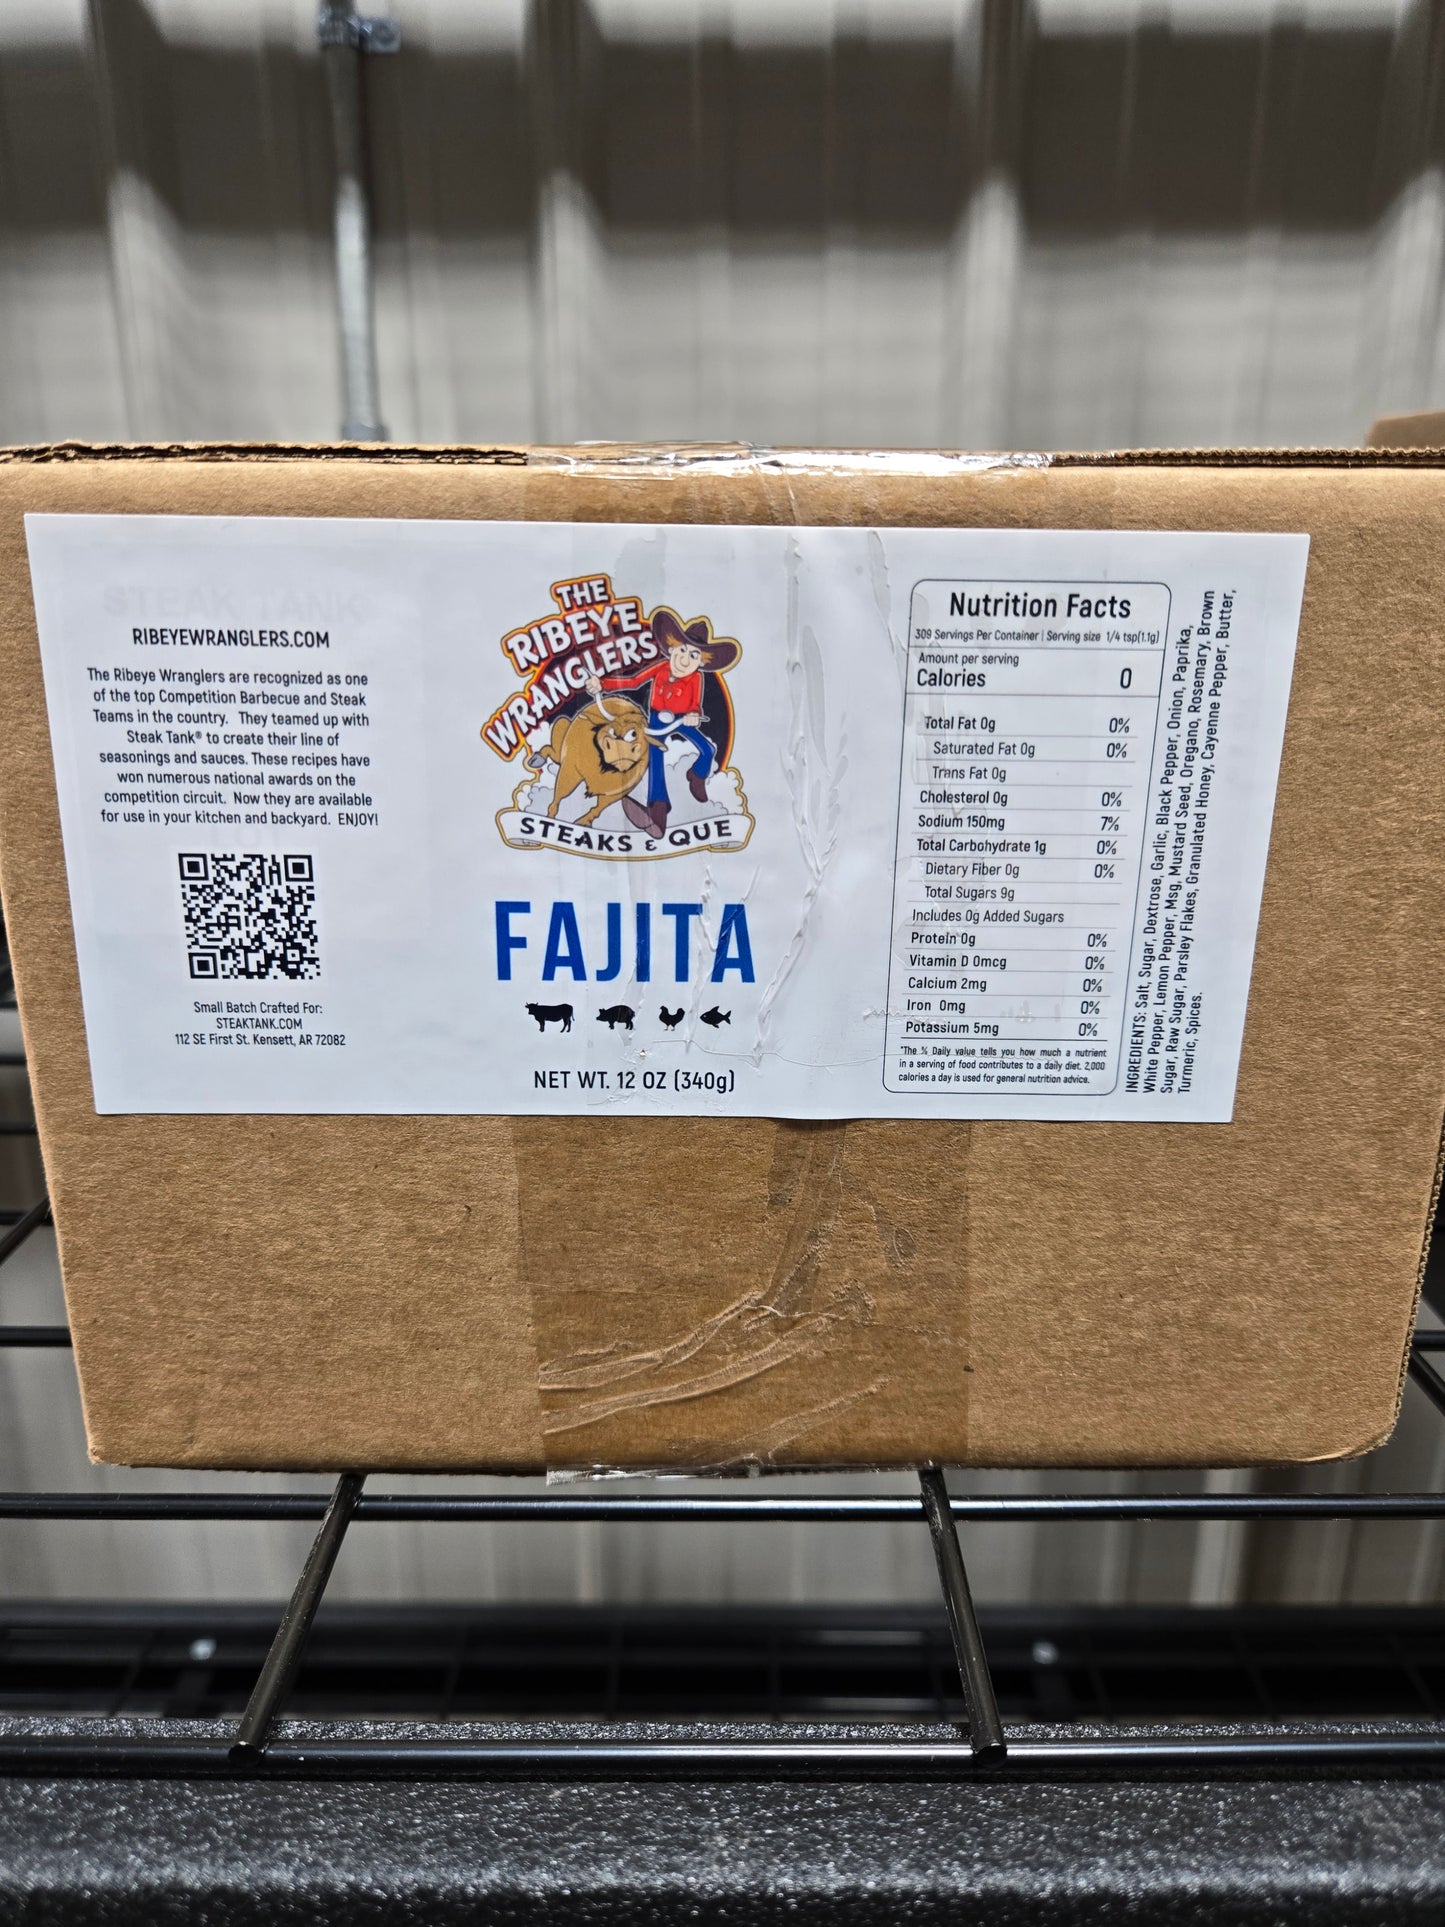 STEAK TANK
RIBEYEWRANGLERS.COM
The Ribeye Wranglers are recognized as one
of the top Competition Barbecue and Steak
Teams in the country. They teamed up with
Steak Tank® to create their line of
seasonings and sauces. These recipes have
won numerous national awards on the
competition circuit. Now they are available
for use in your kitchen and backyard. ENJOY!
Small Batch Crafted For:
STEAKTANK.COM
112 SE First St. Kensett, AR 72082
THE
RIBEYE
WRANGLERS
STEAKS & QUE
FAJITA
NET WT. 12 OZ (340g)
Nutrition Facts
309 Servings Per Container | Serving size 1/4 tsp(1.1g)
Amount per serving
Calories 0
Total Fat 0g 0%
Saturated Fat 0g 0%
Trans Fat 0g
Cholesterol 0g 0%
Sodium 150mg 7%
Total Carbohydrate 1g 0%
Dietary Fiber 0g 0%
Total Sugars 9g
Includes 0g Added Sugars
Protein 0g 0%
Vitamin D 0mcg 0%
Calcium 2mg 0%
Iron 0mg 0%
Potassium 5mg 0%
*The % Daily value tells you how much a nutrient
in a serving of food contributes to a daily diet. 2,000
calories a day is used for general nutrition advice.
INGREDIENTS: Salt, Sugar, Dextrose, Garlic, Black Pepper, Onion, Paprika,
White Pepper, Lemon Pepper, Msg, Mustard Seed, Oregano, Rosemary, Brown
Sugar, Raw Sugar, Parsley Flakes, Granulated Honey, Cayenne Pepper, Butter,
Turmeric, Spices.